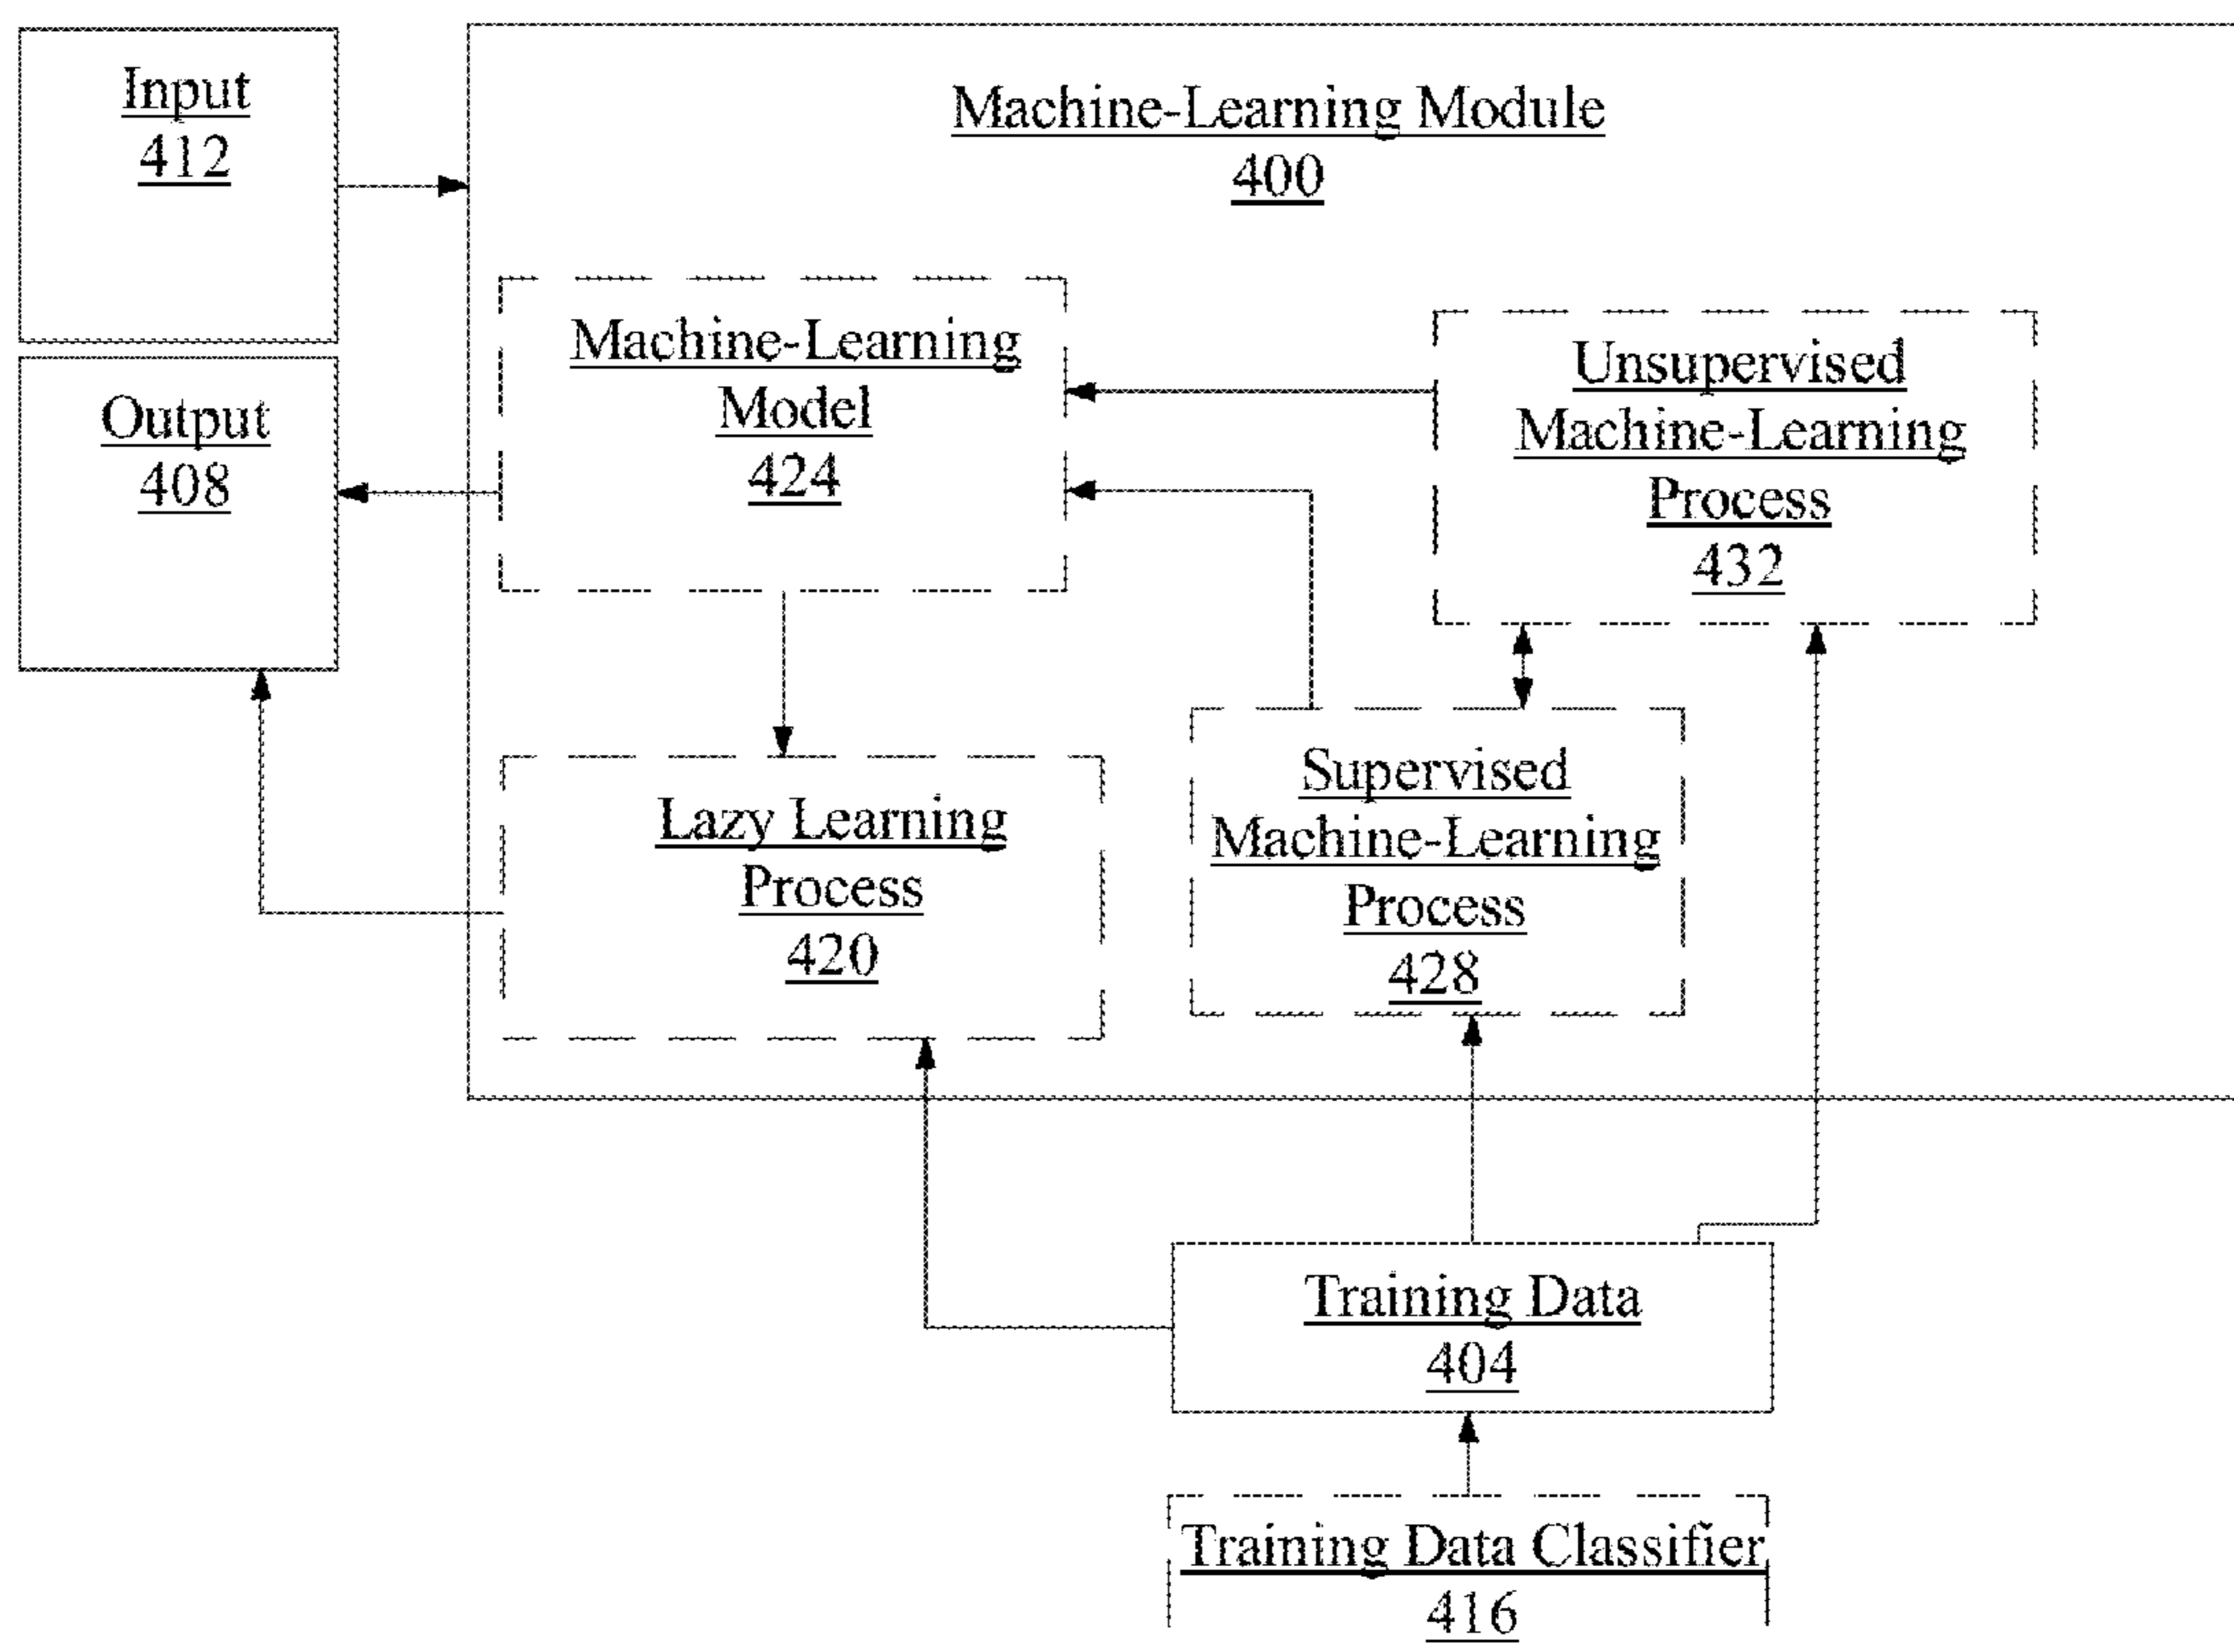 Input
412
Machine-Learning Module
400
Output
408
Machine-Learning
Model
424
Unsupervised
Machine-Learning
Process
432
Lazy Learning
Process
420
Supervised
Machine-Learning
Process
428
Training Data
404
Training Data Classifier
416